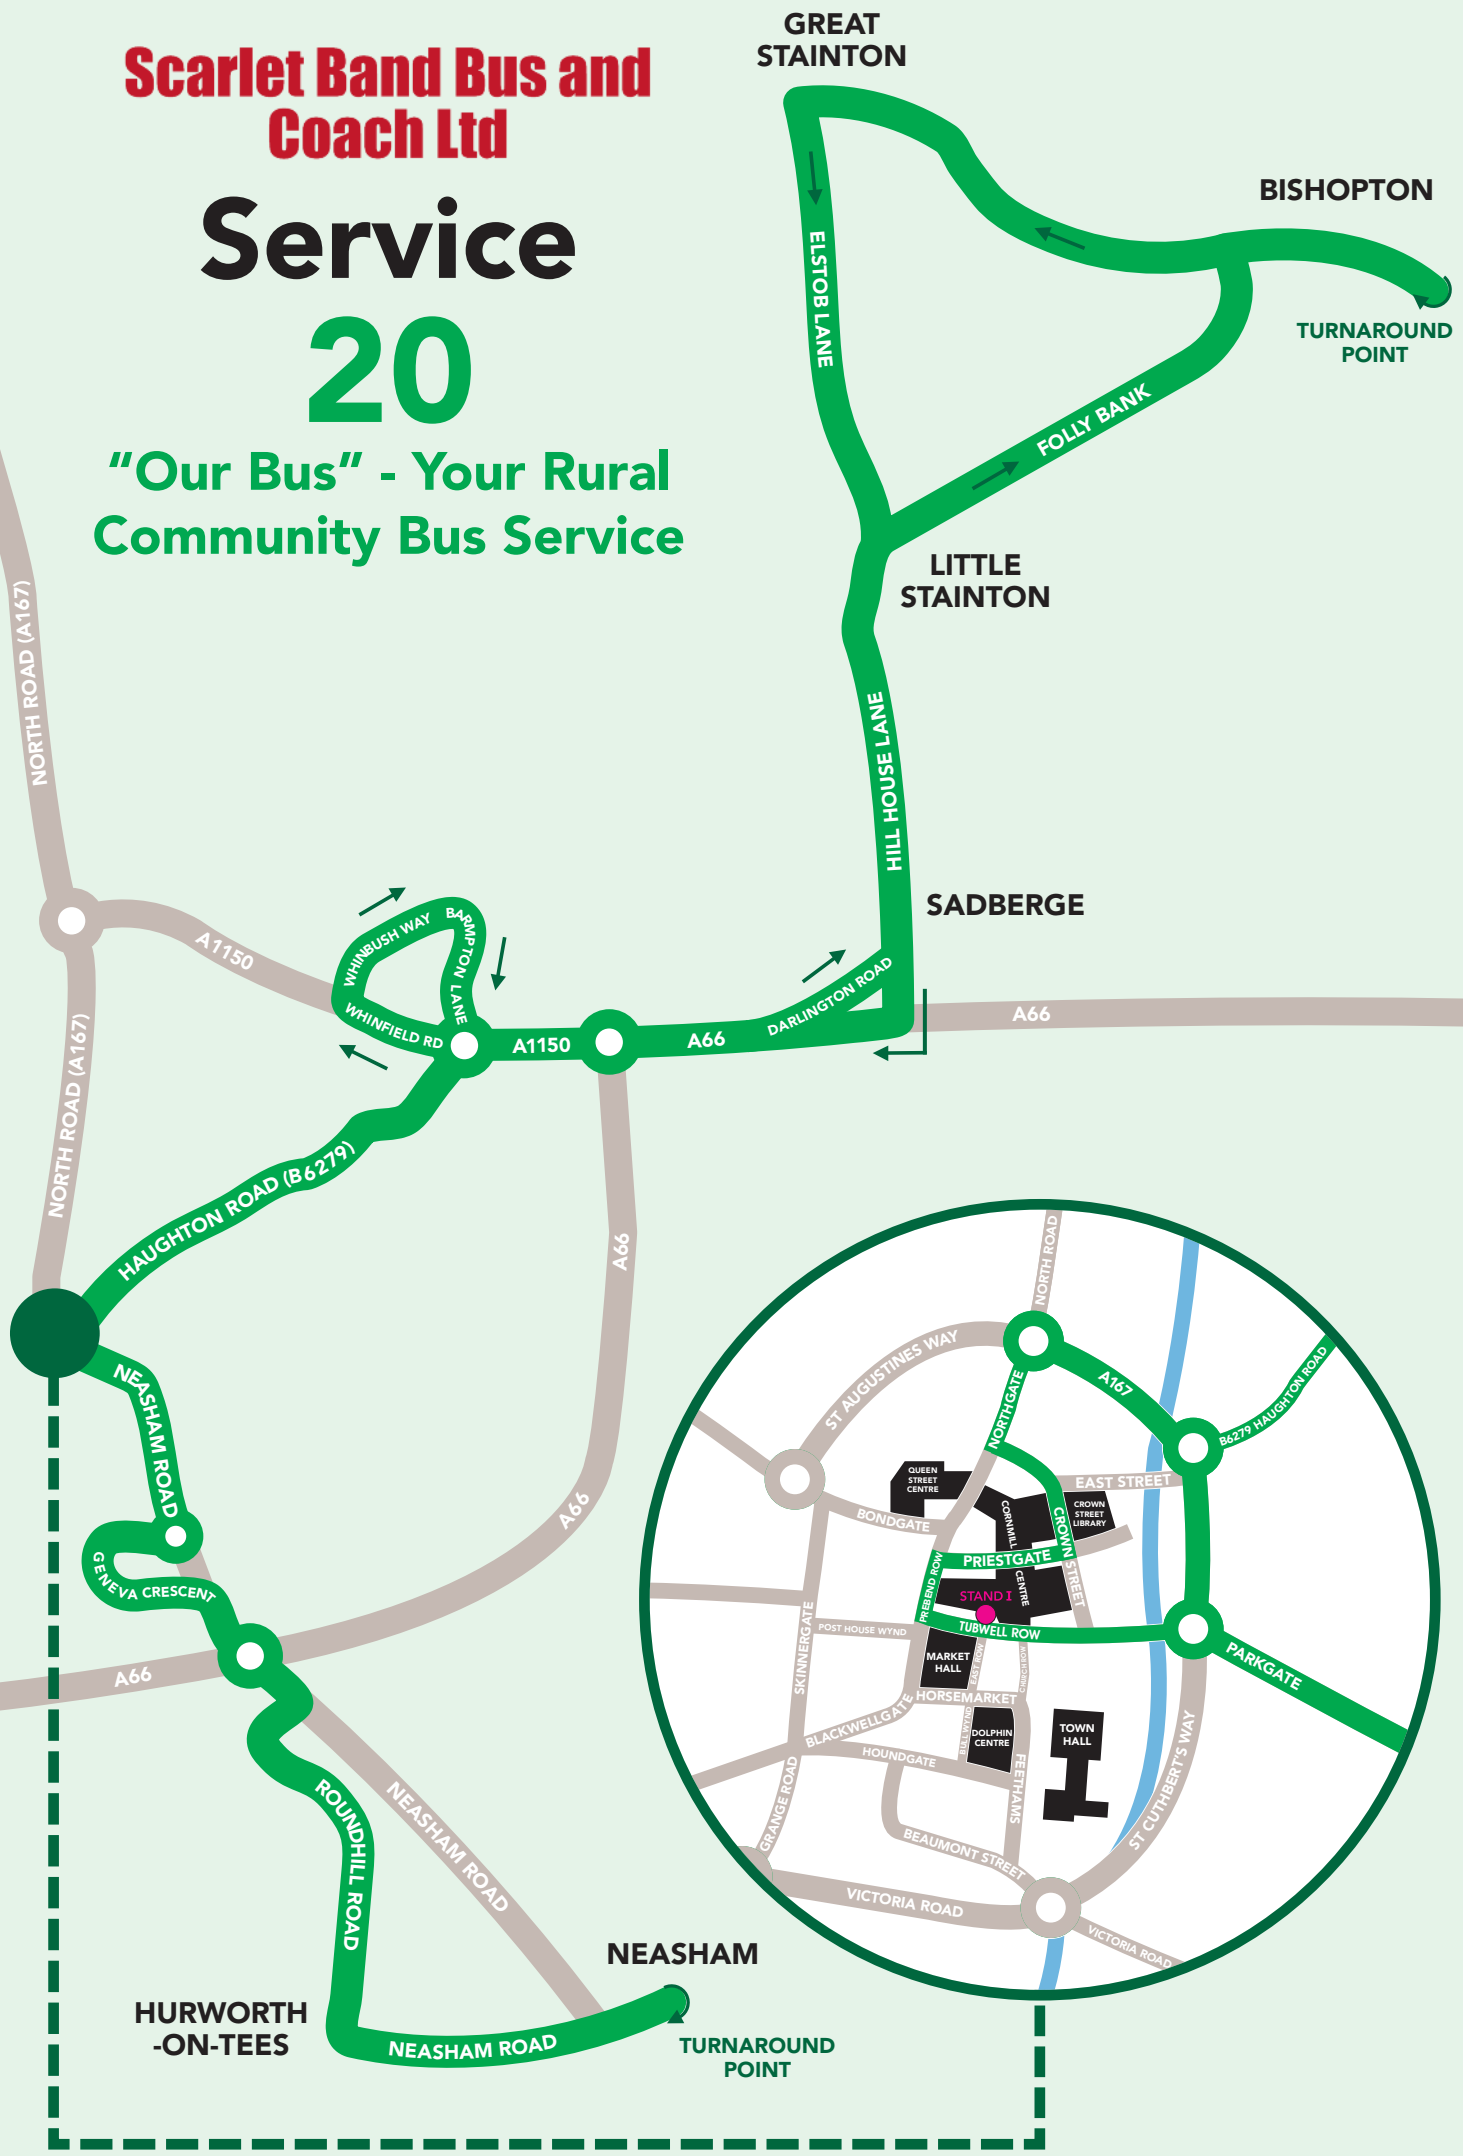 Scarlet Band Bus and
Coach Ltd
Service
20
“Our Bus” - Your Rural
Community Bus Service
GREAT
STAINTON
BISHOPTON
TURNAROUND
POINT
ELSTOB LANE
FOLLY BANK
LITTLE
STAINTON
NORTH ROAD (A167)
HILL HOUSE LANE
SADBERGE
A1150
WHINBUSH WAY
BARMPTON LANE
WHINFIELD RD
A1150
A66
DARLINGTON ROAD
A66
NORTH ROAD (A167)
HAUGHTON ROAD (B6279)
A66
NEASHAM ROAD
GENEVA CRESCENT
A66
A66
ROUNDHILL ROAD
NEASHAM ROAD
NEASHAM
HURWORTH
-ON-TEES
NEASHAM ROAD
TURNAROUND
POINT
NORTH ROAD
ST AUGUSTINES WAY
A167
NORTHGATE
B6279 HAUGHTON ROAD
QUEEN
STREET
CENTRE
EAST STREET
BONDGATE
CORNMILL
CENTRE
CROWN
STREET
LIBRARY
CROWN STREET
PRIESTGATE
PREBEND ROW
STAND I
TUBWELL ROW
SKINNERGATE
POST HOUSE WYND
MARKET
HALL
EAST ROW
CHURCH ROW
PARKGATE
HORSEMARKET
BLACKWELLGATE
BULL WYND
DOLPHIN
CENTRE
TOWN
HALL
HOUNDGATE
FEETHAMS
GRANGE ROAD
ST CUTHBERT'S WAY
BEAUMONT STREET
VICTORIA ROAD
VICTORIA ROAD